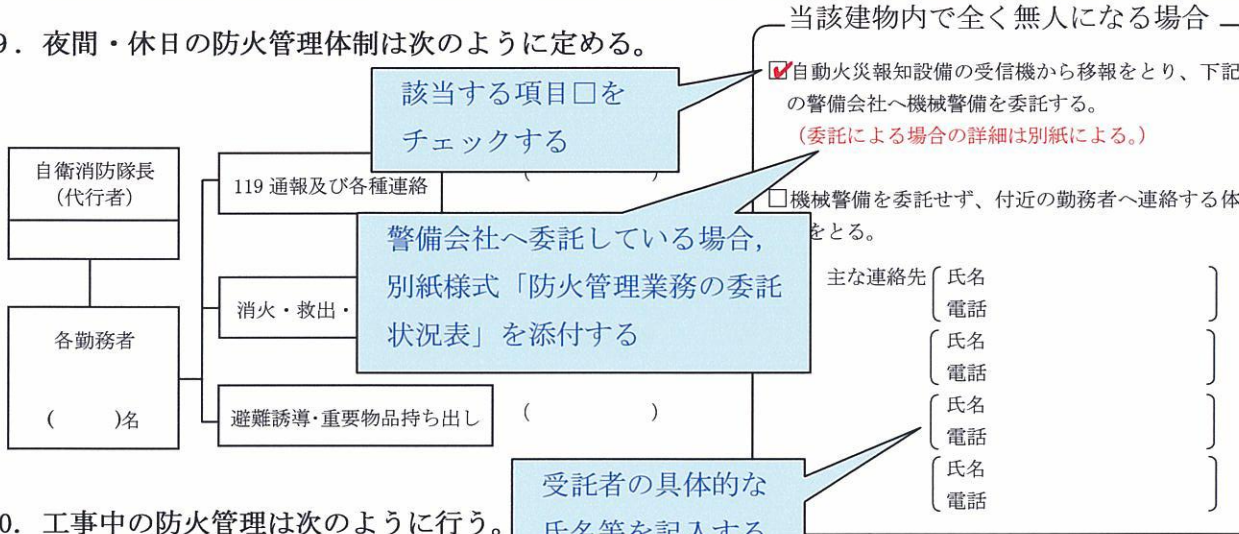 9．夜間・休日の防火管理体制は次のように定める。
当該建物内で全く無人になる場合
該当する項目□を
チェックする
☑自動火災報知設備の受信機から移報をとり、下記
の警備会社へ機械警備を委託する。
（委託による場合の詳細は別紙による。）
自衛消防隊長
（代行者）
119 通報及び各種連絡
（　　　　　）
□機械警備を委託せず、付近の勤務者へ連絡する体
をとる。
警備会社へ委託している場合，
別紙様式「防火管理業務の委託
状況表」を添付する
消火・救出・
主な連絡先
氏名
電話
氏名
電話
氏名
電話
氏名
電話
各勤務者
(　　　)名
避難誘導・重要物品持ち出し
（　　　　　）
受託者の具体的な
氏名等を記入する
0．工事中の防火管理は次のように行う。